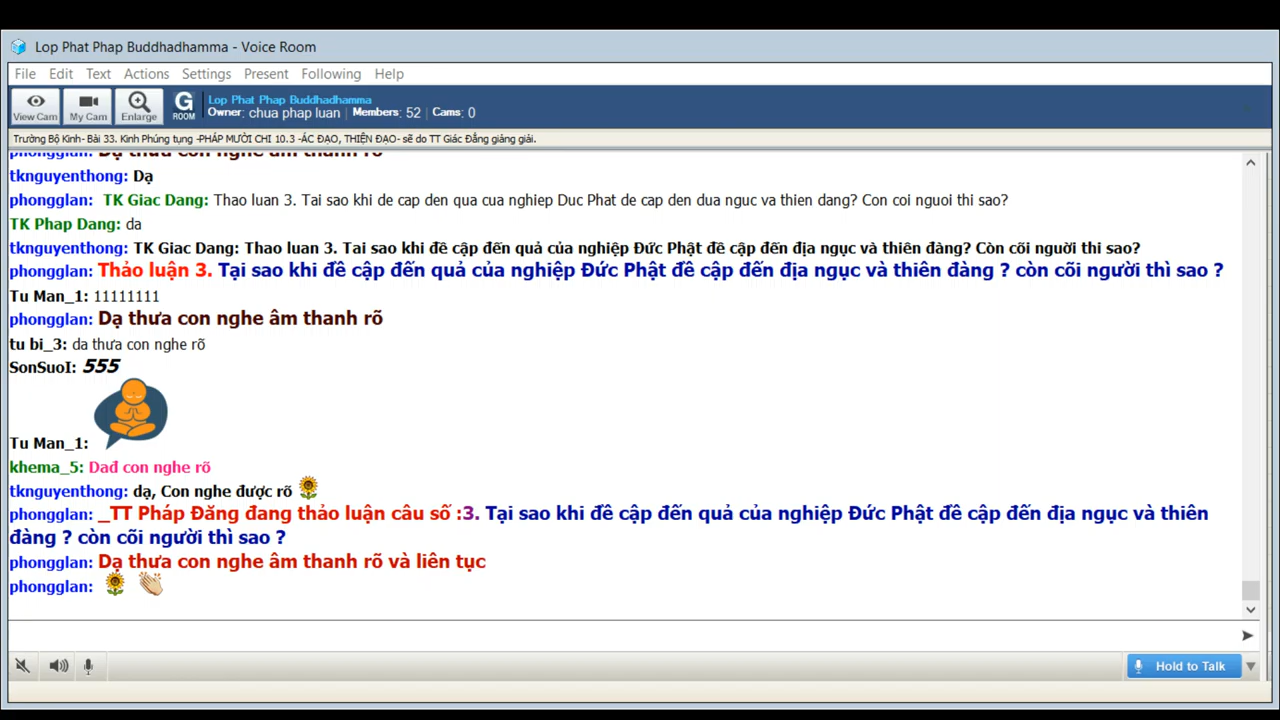 Lop Phat Phap Buddhadhamma - Voice Room
File Edit Text Actions Settings Present Following Help
View Cam My Cam Enlarge G ROOM Lop Phat Phap Buddhadhamma
Owner: chua phap luan | Members: 52 | Cams: 0
Trường Bộ Kinh- Bài 33. Kinh Phúng tụng -PHÁP MƯỜI CHI 10.3 -ÁC ĐẠO, THIỆN ĐẠO- sẽ do TT Giác Đẳng giảng giải.
phongglan: Dạ thưa con nghe âm thanh rõ
tknguyenthong: Dạ
phongglan: TK Giac Dang: Thao luan 3. Tai sao khi de cap den qua cua nghiep Duc Phat de cap den dua nguc va thien dang? Con coi nguoi thi sao?
TK Phap Dang: da
tknguyenthong: TK Giac Dang: Thao luan 3. Tai sao khi đề cập đến quả của nghiệp Đức Phật đề cập đến địa ngục và thiên đàng? Còn cõi người thi sao?
phongglan: Thảo luận 3. Tại sao khi đề cập đến quả của nghiệp Đức Phật đề cập đến địa ngục và thiên đàng ? còn cõi người thì sao ?
Tu Man_1: 11111111
phongglan: Dạ thưa con nghe âm thanh rõ
tu bi_3: da thưa con nghe rõ
SonSuoI: 555
Tu Man_1:
khema_5: Dađ con nghe rõ
tknguyenthong: dạ, Con nghe được rõ
phongglan: _TT Pháp Đăng đang thảo luận câu số :3. Tại sao khi đề cập đến quả của nghiệp Đức Phật đề cập đến địa ngục và thiên
đàng ? còn cõi người thì sao ?
phongglan: Dạ thưa con nghe âm thanh rõ và liên tục
phongglan:
Hold to Talk